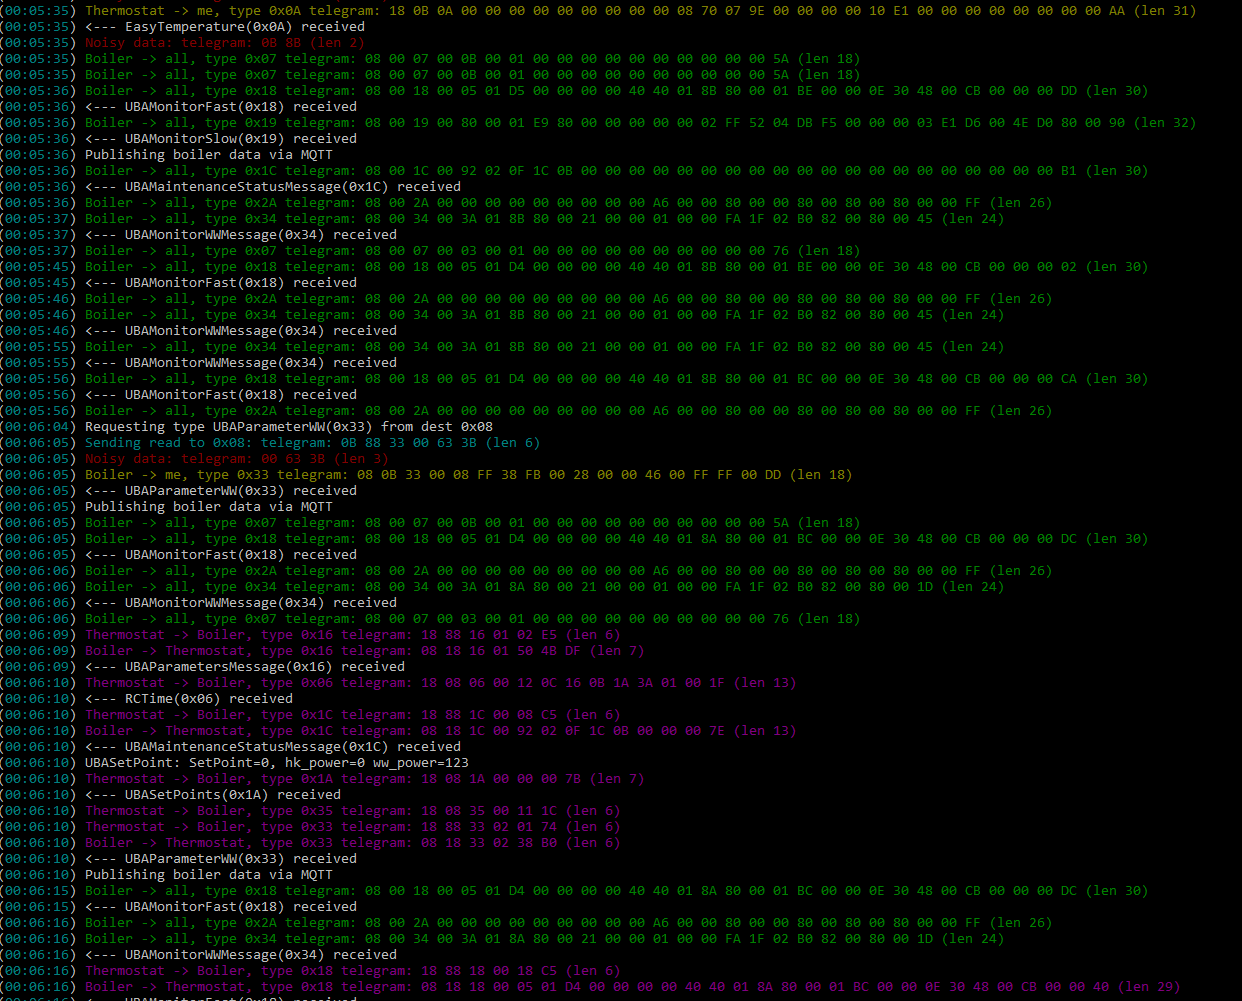 (00:05:35) Thermostat -> me, type 0x0A telegram: 18 0B 0A 00 00 00 00 00 00 00 00 00 08 70 07 9E 00 00 00 00 10 E1 00 00 00 00 00 00 00 00 AA (len 31)
(00:05:35) <--- EasyTemperature(0x0A) received
(00:05:35) Noisy data: telegram: 0B 8B (len 2)
(00:05:35) Boiler -> all, type 0x07 telegram: 08 00 07 00 0B 00 01 00 00 00 00 00 00 00 00 00 00 5A (len 18)
(00:05:35) Boiler -> all, type 0x07 telegram: 08 00 07 00 0B 00 01 00 00 00 00 00 00 00 00 00 00 5A (len 18)
(00:05:36) Boiler -> all, type 0x18 telegram: 08 00 18 00 05 01 D5 00 00 00 00 40 40 01 8B 80 00 01 BE 00 00 0E 30 48 00 CB 00 00 00 DD (len 30)
(00:05:36) <--- UBAMonitorFast(0x18) received
(00:05:36) Boiler -> all, type 0x19 telegram: 08 00 19 00 80 00 01 E9 80 00 00 00 00 00 02 FF 52 04 DB F5 00 00 00 03 E1 D6 00 4E D0 80 00 90 (len 32)
(00:05:36) <--- UBAMonitorSlow(0x19) received
(00:05:36) Publishing boiler data via MQTT
(00:05:36) Boiler -> all, type 0x1C telegram: 08 00 1C 00 92 02 0F 1C 0B 00 00 00 00 00 00 00 00 00 00 00 00 00 00 00 00 00 00 00 00 B1 (len 30)
(00:05:36) <--- UBAMaintenanceStatusMessage(0x1C) received
(00:05:36) Boiler -> all, type 0x2A telegram: 08 00 2A 00 00 00 00 00 00 00 00 00 A6 00 00 80 00 00 80 00 80 00 80 00 00 FF (len 26)
(00:05:37) Boiler -> all, type 0x34 telegram: 08 00 34 00 3A 01 8B 80 00 21 00 00 01 00 00 FA 1F 02 B0 82 00 80 00 45 (len 24)
(00:05:37) <--- UBAMonitorWWMessage(0x34) received
(00:05:37) Boiler -> all, type 0x07 telegram: 08 00 07 00 03 00 01 00 00 00 00 00 00 00 00 00 00 76 (len 18)
(00:05:45) Boiler -> all, type 0x18 telegram: 08 00 18 00 05 01 D4 00 00 00 00 40 40 01 8B 80 00 01 BE 00 00 0E 30 48 00 CB 00 00 00 02 (len 30)
(00:05:45) <--- UBAMonitorFast(0x18) received
(00:05:46) Boiler -> all, type 0x2A telegram: 08 00 2A 00 00 00 00 00 00 00 00 00 A6 00 00 80 00 00 80 00 80 00 80 00 00 FF (len 26)
(00:05:46) Boiler -> all, type 0x34 telegram: 08 00 34 00 3A 01 8B 80 00 21 00 00 01 00 00 FA 1F 02 B0 82 00 80 00 45 (len 24)
(00:05:46) <--- UBAMonitorWWMessage(0x34) received
(00:05:55) Boiler -> all, type 0x34 telegram: 08 00 34 00 3A 01 8B 80 00 21 00 00 01 00 00 FA 1F 02 B0 82 00 80 00 45 (len 24)
(00:05:55) <--- UBAMonitorWWMessage(0x34) received
(00:05:56) Boiler -> all, type 0x18 telegram: 08 00 18 00 05 01 D4 00 00 00 00 40 40 01 8B 80 00 01 BC 00 00 0E 30 48 00 CB 00 00 00 CA (len 30)
(00:05:56) <--- UBAMonitorFast(0x18) received
(00:05:56) Boiler -> all, type 0x2A telegram: 08 00 2A 00 00 00 00 00 00 00 00 00 A6 00 00 80 00 00 80 00 80 00 80 00 00 FF (len 26)
(00:06:04) Requesting type UBAParameterWW(0x33) from dest 0x08
(00:06:05) Sending read to 0x08: telegram: 0B 88 33 00 63 3B (len 6)
(00:06:05) Noisy data: telegram: 00 63 3B (len 3)
(00:06:05) Boiler -> me, type 0x33 telegram: 08 0B 33 00 08 FF 38 FB 00 28 00 00 46 00 FF FF 00 DD (len 18)
(00:06:05) <--- UBAParameterWW(0x33) received
(00:06:05) Publishing boiler data via MQTT
(00:06:05) Boiler -> all, type 0x07 telegram: 08 00 07 00 0B 00 01 00 00 00 00 00 00 00 00 00 00 5A (len 18)
(00:06:05) Boiler -> all, type 0x18 telegram: 08 00 18 00 05 01 D4 00 00 00 00 40 40 01 8A 80 00 01 BC 00 00 0E 30 48 00 CB 00 00 00 DC (len 30)
(00:06:05) <--- UBAMonitorFast(0x18) received
(00:06:06) Boiler -> all, type 0x2A telegram: 08 00 2A 00 00 00 00 00 00 00 00 00 A6 00 00 80 00 00 80 00 80 00 80 00 00 FF (len 26)
(00:06:06) Boiler -> all, type 0x34 telegram: 08 00 34 00 3A 01 8A 80 00 21 00 00 01 00 00 FA 1F 02 B0 82 00 80 00 1D (len 24)
(00:06:06) <--- UBAMonitorWWMessage(0x34) received
(00:06:06) Boiler -> all, type 0x07 telegram: 08 00 07 00 03 00 01 00 00 00 00 00 00 00 00 00 00 76 (len 18)
(00:06:09) Thermostat -> Boiler, type 0x16 telegram: 18 88 16 01 02 E5 (len 6)
(00:06:09) Boiler -> Thermostat, type 0x16 telegram: 08 18 16 01 50 4B DF (len 7)
(00:06:09) <--- UBAParametersMessage(0x16) received
(00:06:10) Thermostat -> Boiler, type 0x06 telegram: 18 08 06 00 12 0C 16 0B 1A 3A 01 00 1F (len 13)
(00:06:10) <--- RCTime(0x06) received
(00:06:10) Thermostat -> Boiler, type 0x1C telegram: 18 88 1C 00 08 C5 (len 6)
(00:06:10) Boiler -> Thermostat, type 0x1C telegram: 08 18 1C 00 92 02 0F 1C 0B 00 00 00 7E (len 13)
(00:06:10) <--- UBAMaintenanceStatusMessage(0x1C) received
(00:06:10) UBASetPoint: SetPoint=0, hk_power=0 ww_power=123
(00:06:10) Thermostat -> Boiler, type 0x1A telegram: 18 08 1A 00 00 00 7B (len 7)
(00:06:10) <--- UBASetPoints(0x1A) received
(00:06:10) Thermostat -> Boiler, type 0x35 telegram: 18 08 35 00 11 1C (len 6)
(00:06:10) Thermostat -> Boiler, type 0x33 telegram: 18 88 33 02 01 74 (len 6)
(00:06:10) Boiler -> Thermostat, type 0x33 telegram: 08 18 33 02 38 B0 (len 6)
(00:06:10) <--- UBAParameterWW(0x33) received
(00:06:10) Publishing boiler data via MQTT
(00:06:15) Boiler -> all, type 0x18 telegram: 08 00 18 00 05 01 D4 00 00 00 00 40 40 01 8A 80 00 01 BC 00 00 0E 30 48 00 CB 00 00 00 DC (len 30)
(00:06:15) <--- UBAMonitorFast(0x18) received
(00:06:16) Boiler -> all, type 0x2A telegram: 08 00 2A 00 00 00 00 00 00 00 00 00 A6 00 00 80 00 00 80 00 80 00 80 00 00 FF (len 26)
(00:06:16) Boiler -> all, type 0x34 telegram: 08 00 34 00 3A 01 8A 80 00 21 00 00 01 00 00 FA 1F 02 B0 82 00 80 00 1D (len 24)
(00:06:16) <--- UBAMonitorWWMessage(0x34) received
(00:06:16) Thermostat -> Boiler, type 0x18 telegram: 18 88 18 00 18 C5 (len 6)
(00:06:16) Boiler -> Thermostat, type 0x18 telegram: 08 18 18 00 05 01 D4 00 00 00 00 40 40 01 8A 80 00 01 BC 00 00 0E 30 48 00 CB 00 00 40 (len 29)
(00:06:16) <--- UBAMonitorFast(0x18) received